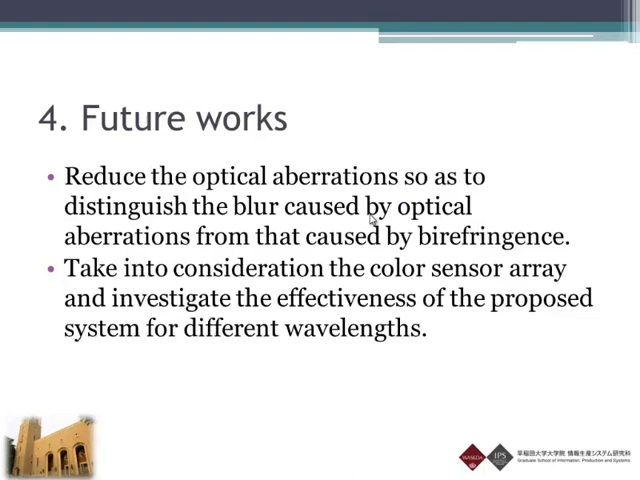 4. Future works
• Reduce the optical aberrations so as to
distinguish the blur caused by optical
aberrations from that caused by birefringence.
• Take into consideration the color sensor array
and investigate the effectiveness of the proposed
system for different wavelengths.
WASEDA
IPS
早稲田大学大学院 情報生産システム研究科
Graduate School of Information, Production and Systems